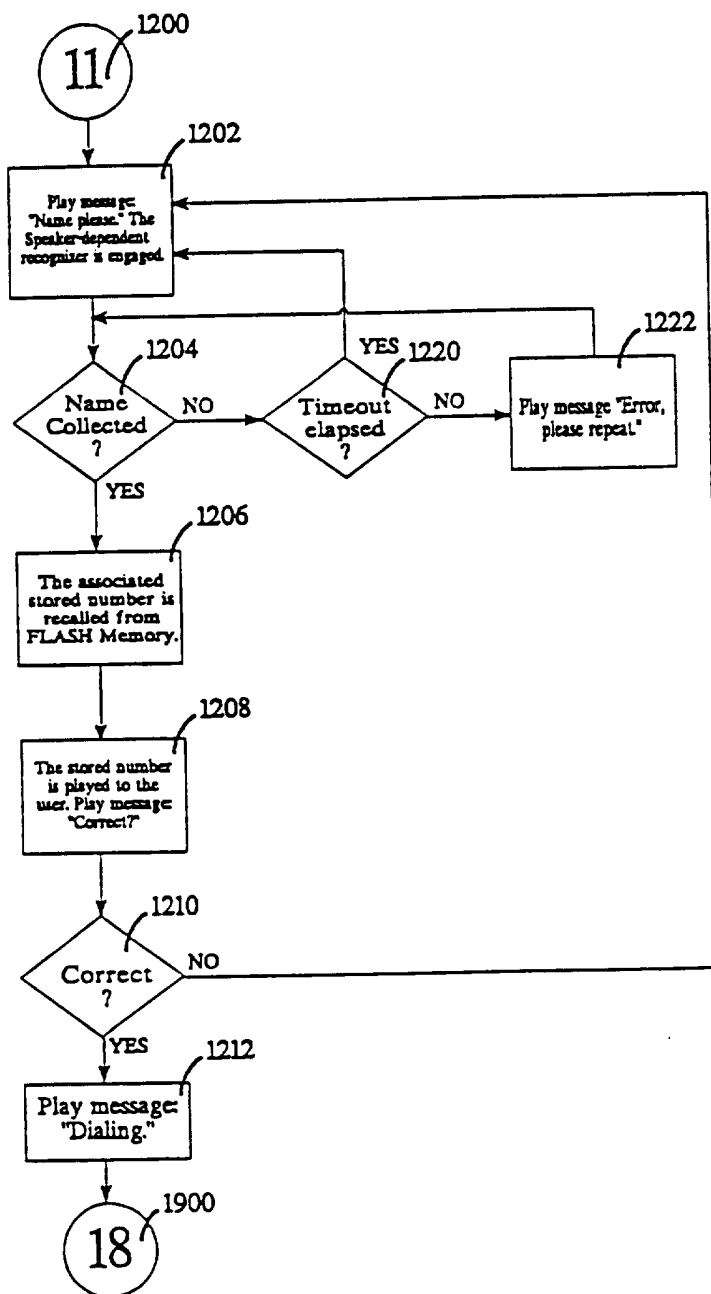 1200
11
1202
Play message:
"Name please." The
Speaker-dependent
recognizer is engaged.
1204
Name
Collected
?
NO
YES
1220
Timeout
elapsed
?
YES
NO
1222
Play message "Error,
please repeat."
1206
The associated
stored number is
recalled from
FLASH Memory.
1208
The stored number
is played to the
user. Play message:
"Correct?"
1210
Correct
?
NO
YES
1212
Play message:
"Dialing."
1900
18